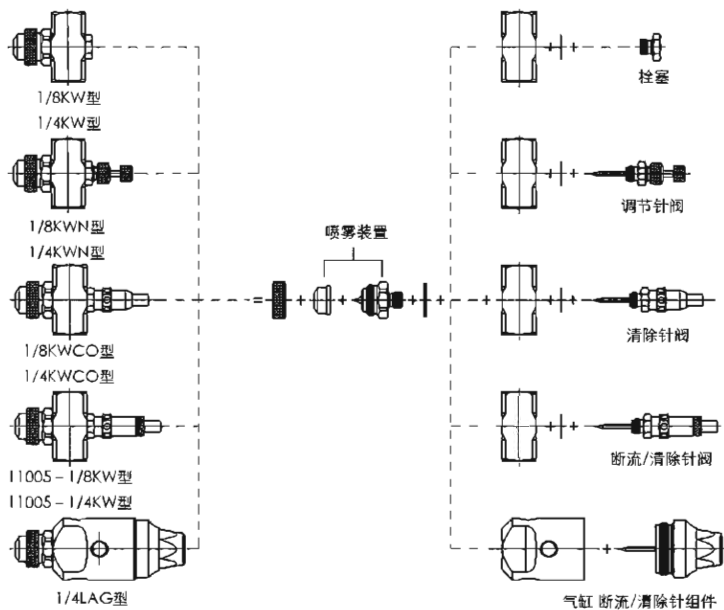 1/8KW型
1/4KW型
栓塞
1/8KWN型
1/4KWN型
调节针阀
喷雾装置
1/8KWCO型
1/4KWCO型
清除针阀
11005-1/8KW型
11005-1/4KW型
断流/清除针阀
1/4LAG型
气缸 断流/清除针组件